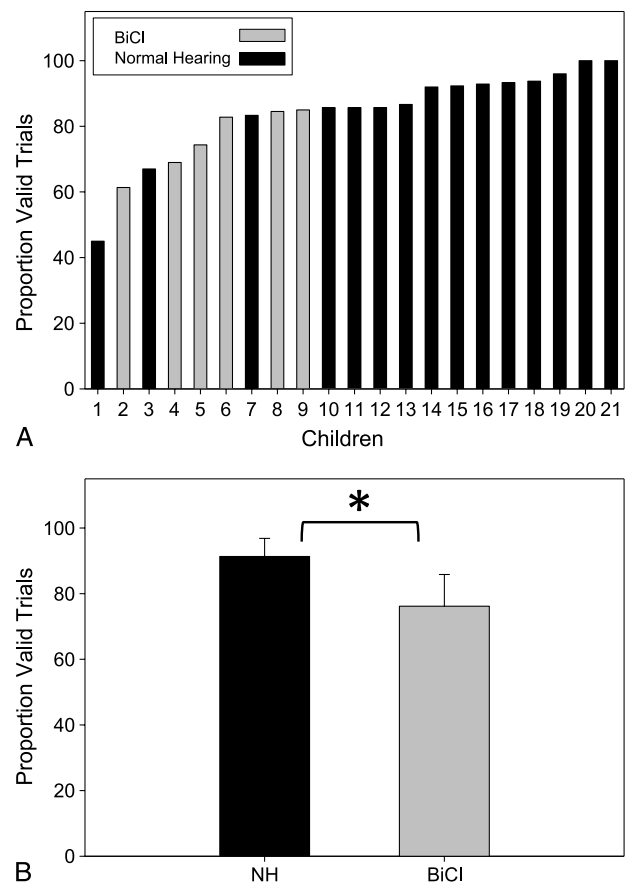 BiCI
Normal Hearing
100
80
60
40
20
0
Proportion Valid Trials
1 2 3 4 5 6 7 8 9 10 11 12 13 14 15 16 17 18 19 20 21
A
Children
*
100
80
60
40
20
0
Proportion Valid Trials
B
NH BiCI